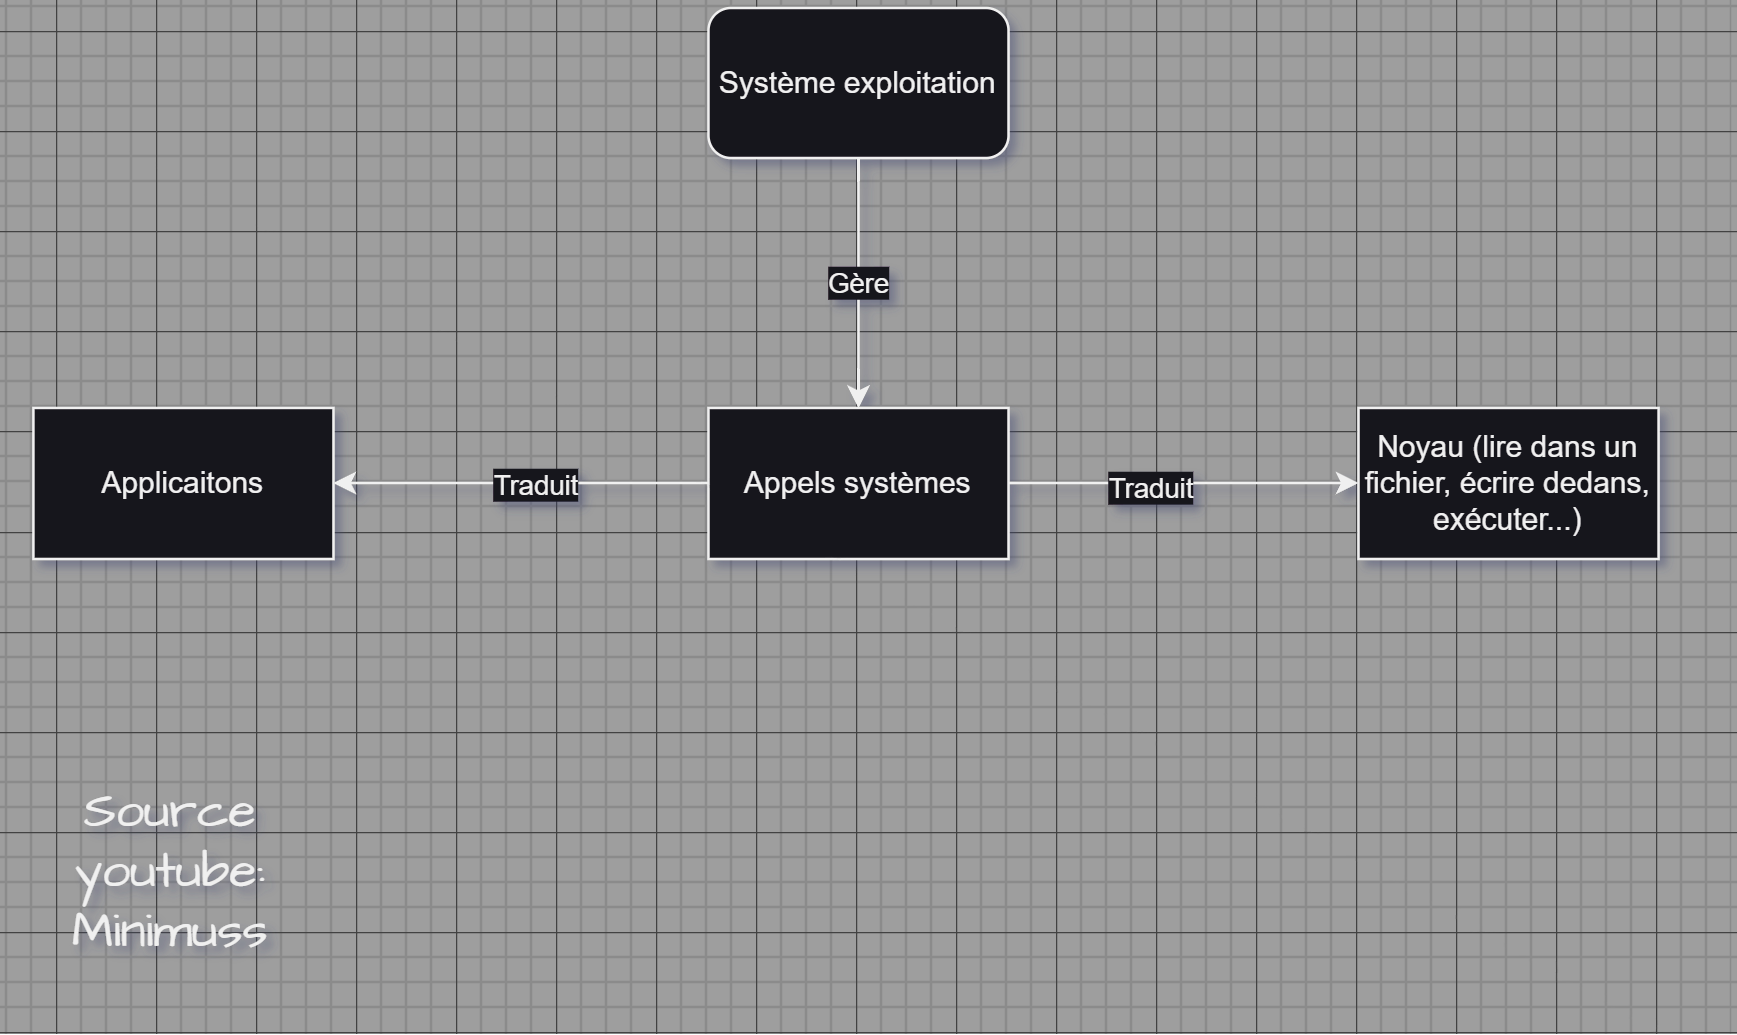 Système exploitation
Gère
Applicaitons
Traduit
Appels systèmes
Traduit
Noyau (lire dans un
fichier, écrire dedans,
exécuter...)
Source
youtube:
Minimuss